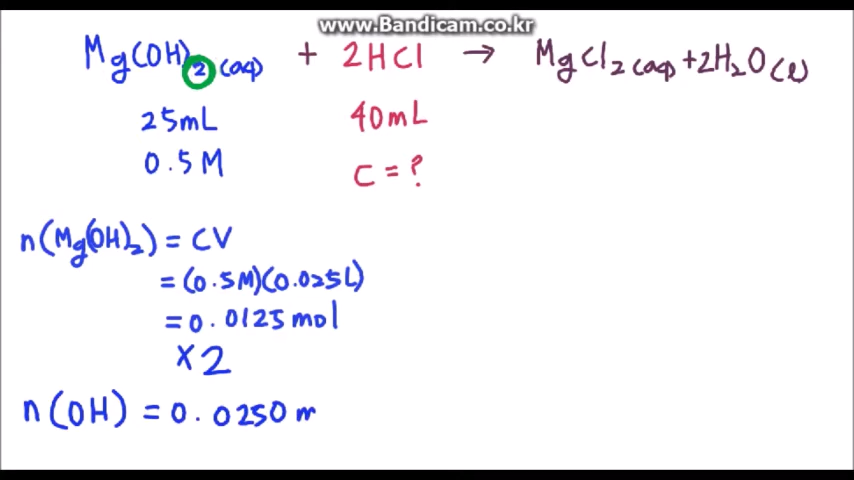 www.Bandicam.co.kr
Mg(OH)₂(aq) + 2HCl → MgCl₂(aq) + 2H₂O(l)
25mL 40mL
0.5M C = ?
n(Mg(OH)₂) = CV
= (0.5M)(0.025L)
= 0.0125 mol
×2
n(OH) = 0.0250 m